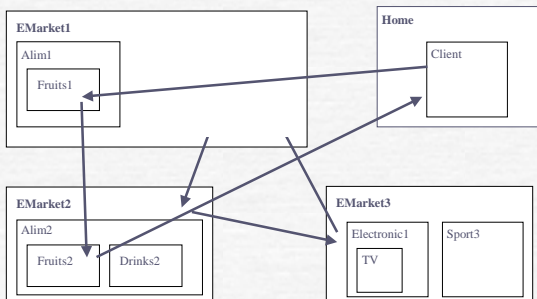 EMarket1
Alim1
Fruits1
Home
Client
EMarket2
Alim2
Fruits2
Drinks2
EMarket3
Electronic1
TV
Sport3